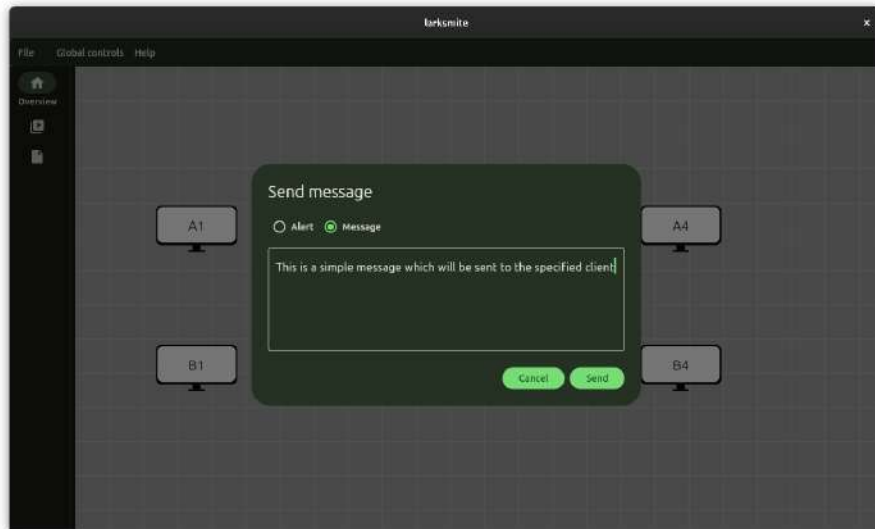 larksmite
x
File Global controls Help
Overview
Send message
Alert Message
A1
A4
This is a simple message which will be sent to the specified client
B1
B4
Cancel Send